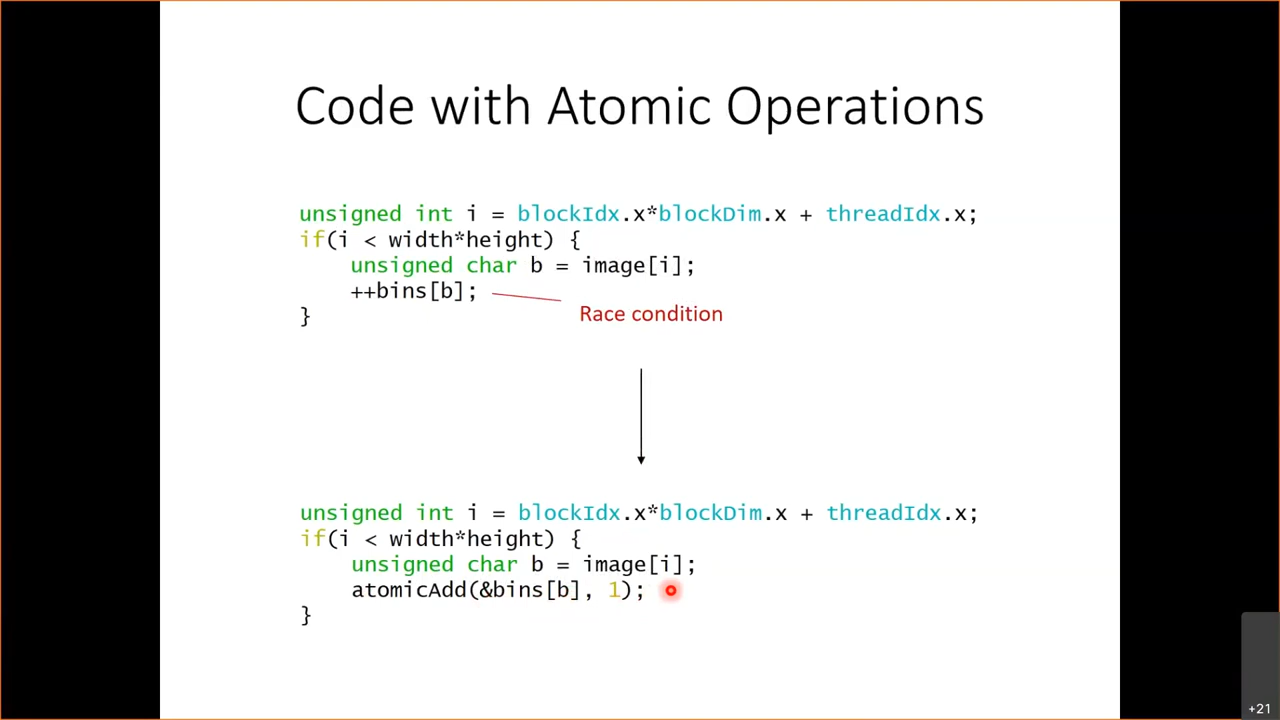 Code with Atomic Operations
unsigned int i = blockIdx.x*blockDim.x + threadIdx.x;
if(i < width*height) {
    unsigned char b = image[i];
    ++bins[b];
Race condition
}
unsigned int i = blockIdx.x*blockDim.x + threadIdx.x;
if(i < width*height) {
    unsigned char b = image[i];
    atomicAdd(&bins[b], 1);
}
+21